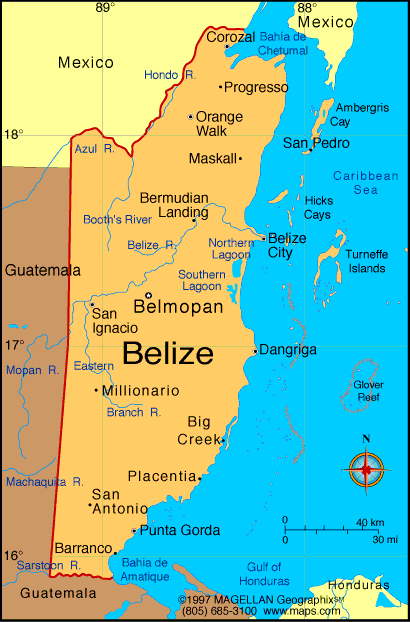 89°
88°
Mexico
Mexico
Corozal
Bahía de
Chetumal
Hondo R.
Progresso
Orange
Walk
Ambergris
Cay
18°
Azul R.
San Pedro
Maskall
Caribbean
Sea
Bermudian
Landing
Hicks
Cays
Booth's River
Belize R.
Northern
Lagoon
Belize
City
Turneffe
Islands
Guatemala
Southern
Lagoon
Belmopan
San
Ignacio
17°
Belize
Dangriga
Mopan R.
Eastern
Millionario
Branch R.
Glover
Reef
Big
Creek
N
Placentia
Machaquita R.
San
Antonio
Punta Gorda
0
40 km
0
30 mi
Barranco
16°
Sarstoon R.
Bahia de
Amatique
Gulf of
Honduras
Honduras
Guatemala
©1997 MAGELLAN Geographix℠
(805) 685-3100 www.maps.com